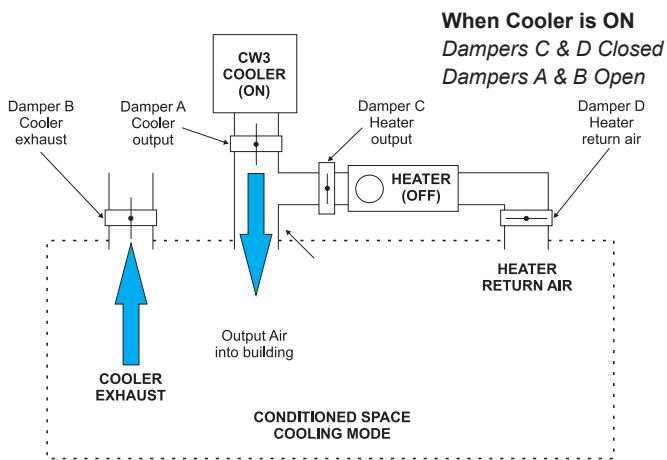 When Cooler is ON
Dampers C & D Closed
Dampers A & B Open
CW3
COOLER
(ON)
Damper B
Cooler
exhaust
Damper A
Cooler
output
Damper C
Heater
output
Damper D
Heater
return air
HEATER
(OFF)
HEATER
RETURN AIR
Output Air
into building
COOLER
EXHAUST
CONDITIONED SPACE
COOLING MODE